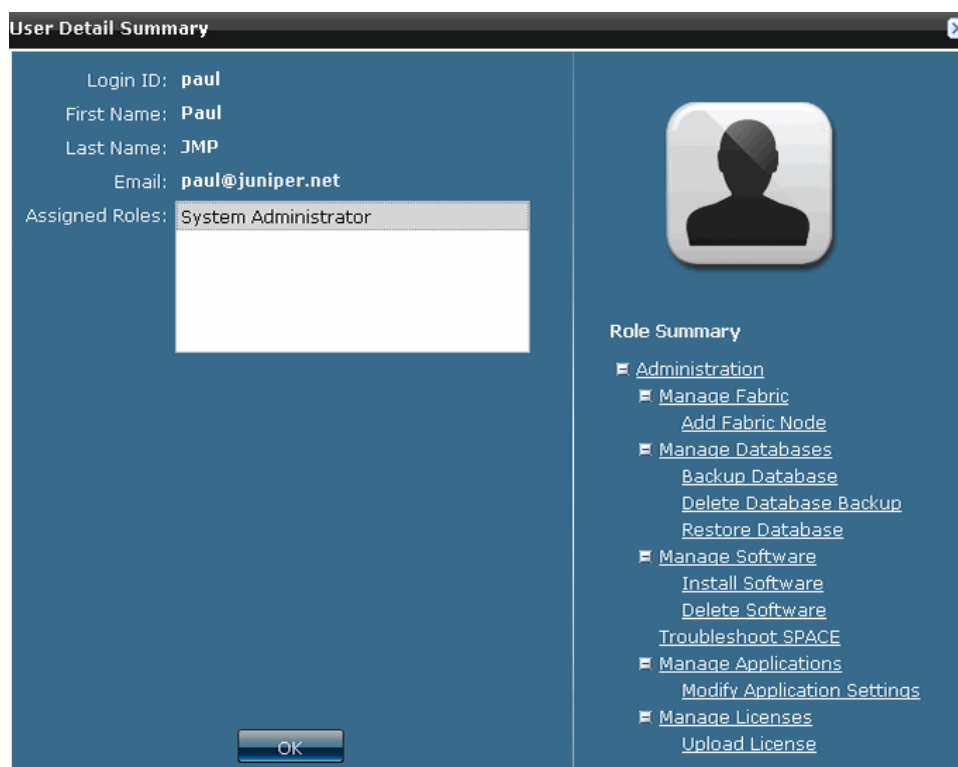 User Detail Summary
Login ID: paul
First Name: Paul
Last Name: JMP
Email: paul@juniper.net
Assigned Roles: System Administrator
OK
Role Summary
Administration
Manage Fabric
Add Fabric Node
Manage Databases
Backup Database
Delete Database Backup
Restore Database
Manage Software
Install Software
Delete Software
Troubleshoot SPACE
Manage Applications
Modify Application Settings
Manage Licenses
Upload License